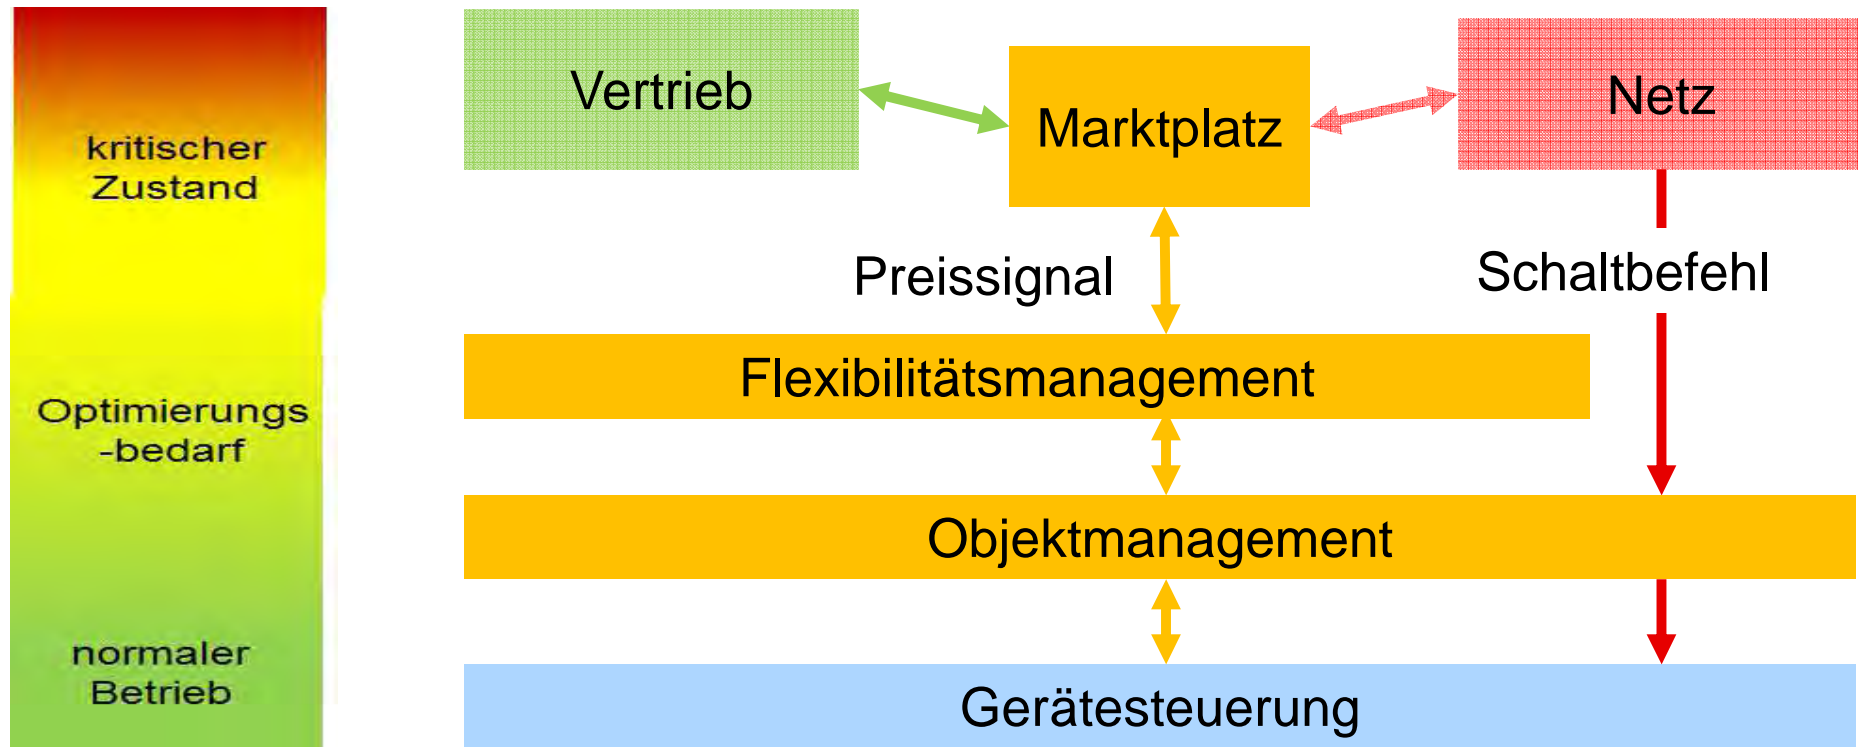 kritischer
Zustand
Optimierungs
-bedarf
normaler
Betrieb
Vertrieb
Marktplatz
Netz
Preissignal
Schaltbefehl
Flexibilitätsmanagement
Objektmanagement
Gerätesteuerung